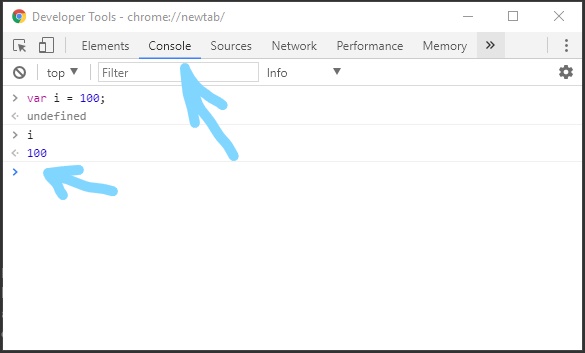 Developer Tools - chrome://newtab/
Elements Console Sources Network Performance Memory »
top ▼ Filter Info ▼
> var i = 100;
<· undefined
> i
<· 100
>